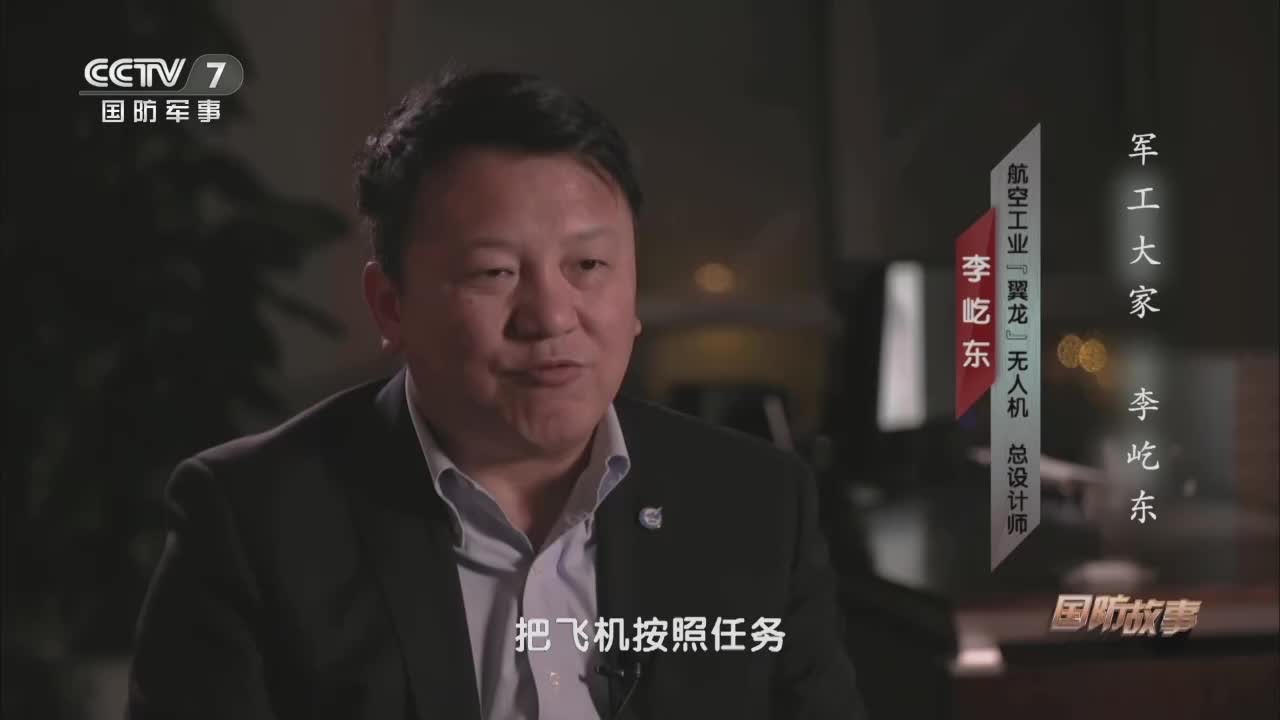 CCTV 7
国防军事
军工大家 李屹东
航空工业『翼龙』无人机 总设计师
李屹东
把飞机按照任务
国防故事